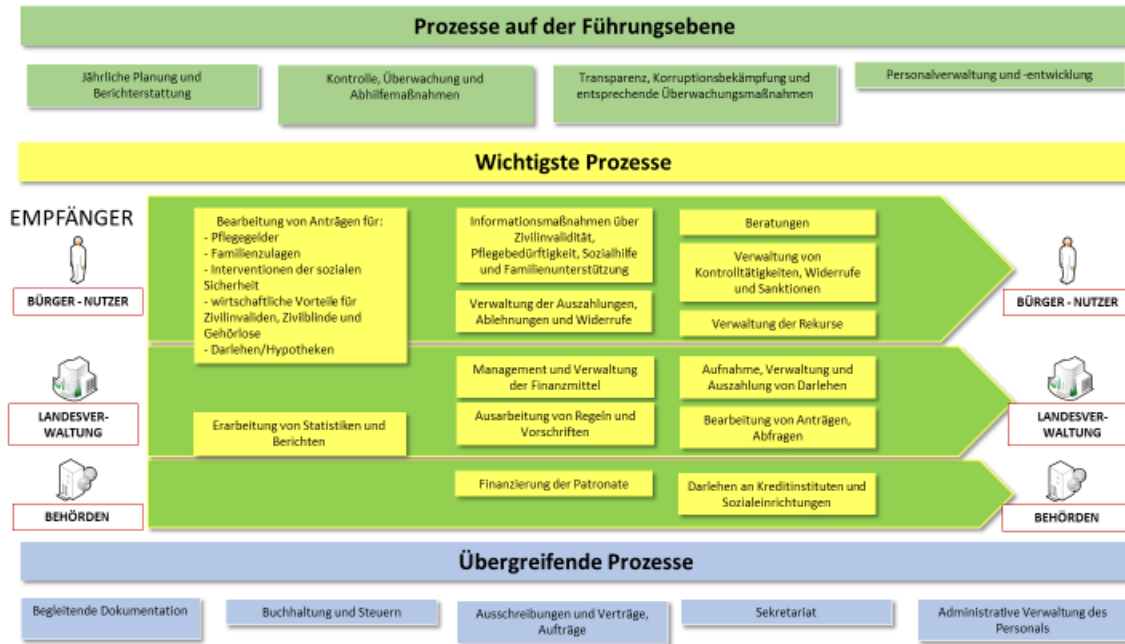 Prozesse auf der Führungsebene
Jährliche Planung und
Berichterstattung
Kontrolle, Überwachung und
Abhilfemaßnahmen
Transparenz, Korruptionsbekämpfung und
entsprechende Überwachungsmaßnahmen
Personalverwaltung und -entwicklung
Wichtigste Prozesse
EMPFÄNGER
BÜRGER - NUTZER
Bearbeitung von Anträgen für:
- Pflegegelder
- Familienzulagen
- Interventionen der sozialen
Sicherheit
- wirtschaftliche Vorteile für
Zivilinvaliden, Zivilblinde und
Gehörlose
- Darlehen/Hypotheken
Informationsmaßnahmen über
Zivilinvalidität,
Pflegebedürftigkeit, Sozialhilfe
und Familienunterstützung
Verwaltung der Auszahlungen,
Ablehnungen und Widerrufe
Beratungen
Verwaltung von
Kontrolltätigkeiten, Widerrufe
und Sanktionen
Verwaltung der Rekurse
BÜRGER - NUTZER
LANDESVER-
WALTUNG
Erarbeitung von Statistiken und
Berichten
Management und Verwaltung
der Finanzmittel
Ausarbeitung von Regeln und
Vorschriften
Aufnahme, Verwaltung und
Auszahlung von Darlehen
Bearbeitung von Anträgen,
Abfragen
LANDESVER-
WALTUNG
BEHÖRDEN
Finanzierung der Patronate
Darlehen an Kreditinstituten und
Sozialeinrichtungen
BEHÖRDEN
Übergreifende Prozesse
Begleitende Dokumentation
Buchhaltung und Steuern
Ausschreibungen und Verträge,
Aufträge
Sekretariat
Administrative Verwaltung des
Personals